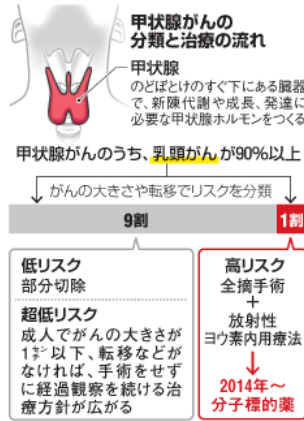 甲状腺がんの
分類と治療の流れ
甲状腺
のどぼとけのすぐ下にある臓器
で、新陳代謝や成長、発達に
必要な甲状腺ホルモンをつくる
甲状腺がんのうち、乳頭がんが90%以上
がんの大きさや転移でリスクを分類
9割
1割
低リスク
部分切除
超低リスク
成人でがんの大きさが
1㌢以下、転移などが
なければ、手術をせず
に経過観察を続ける治
療方針が広がる
高リスク
全摘手術
+
放射性
ヨウ素内用療法
↓
2014年~
分子標的薬